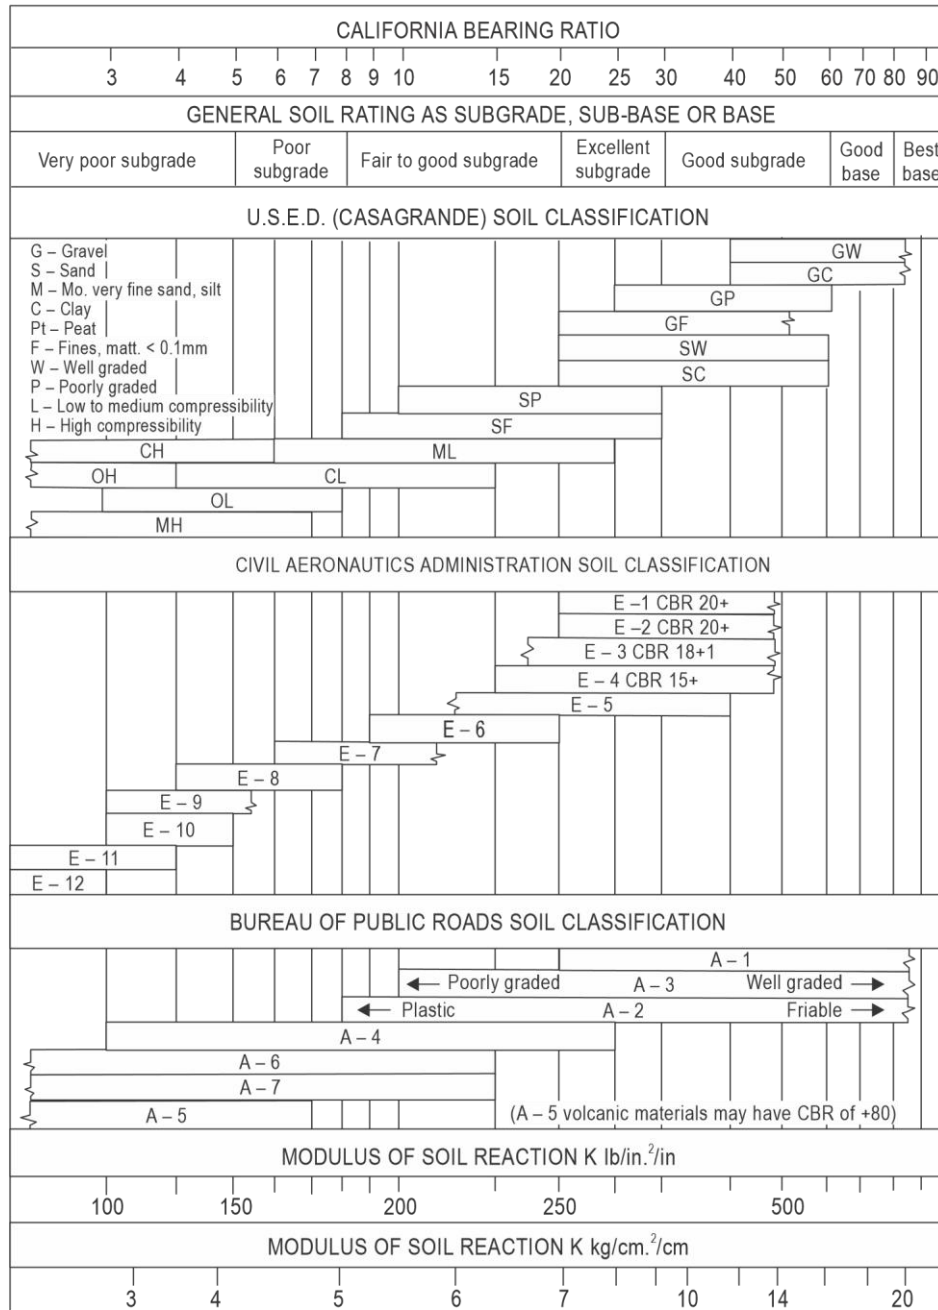 CALIFORNIA BEARING RATIO
3 4 5 6 7 8 9 10 15 20 25 30 40 50 60 70 80 90
GENERAL SOIL RATING AS SUBGRADE, SUB-BASE OR BASE
Very poor subgrade
Poor
subgrade
Fair to good subgrade
Excellent
subgrade
Good subgrade
Good
base
Best
base
U.S.E.D. (CASAGRANDE) SOIL CLASSIFICATION
G – Gravel
S – Sand
M – Mo. very fine sand, silt
C – Clay
Pt – Peat
F – Fines, matt. < 0.1mm
W – Well graded
P – Poorly graded
L – Low to medium compressibility
H – High compressibility
GW
GC
GP
GF
SW
SC
SP
SF
CH ML
OH CL
OL
MH
CIVIL AERONAUTICS ADMINISTRATION SOIL CLASSIFICATION
E –1 CBR 20+
E –2 CBR 20+
E – 3 CBR 18+1
E – 4 CBR 15+
E – 5
E – 6
E – 7
E – 8
E – 9
E – 10
E – 11
E – 12
BUREAU OF PUBLIC ROADS SOIL CLASSIFICATION
A – 1
← Poorly graded A – 3 Well graded →
← Plastic A – 2 Friable →
A – 4
A – 6
A – 7
A – 5 (A – 5 volcanic materials may have CBR of +80)
MODULUS OF SOIL REACTION K lb/in.²/in
100 150 200 250 500
MODULUS OF SOIL REACTION K kg/cm.²/cm
3 4 5 6 7 10 14 20